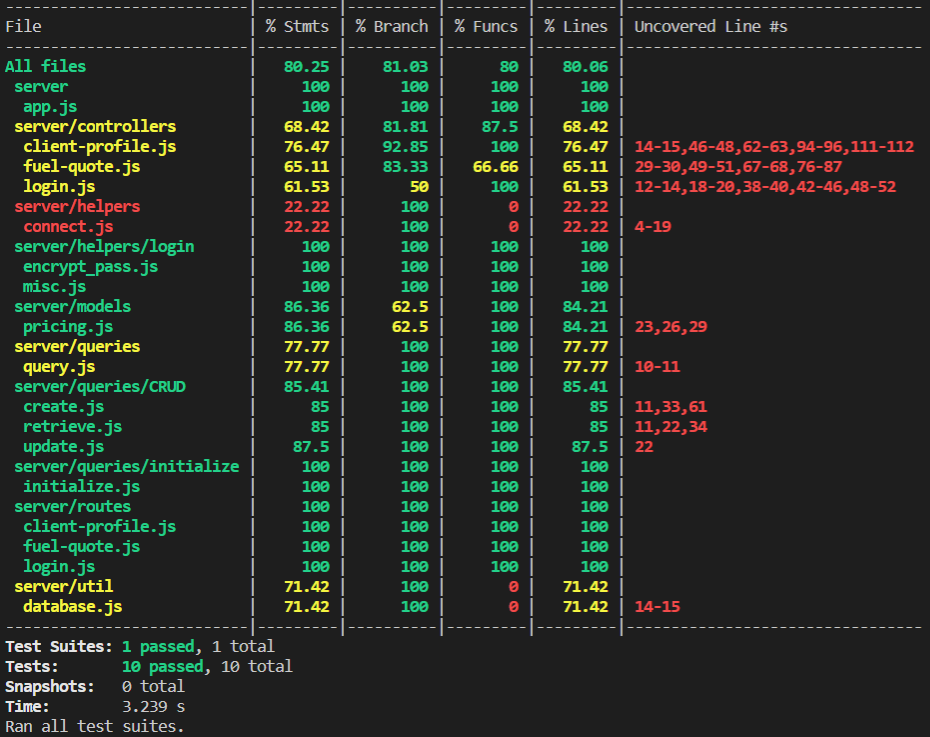 --------------------------|---------|----------|---------|---------|---------------------------------
File                      | % Stmts | % Branch | % Funcs | % Lines | Uncovered Line #s
--------------------------|---------|----------|---------|---------|---------------------------------
All files                 |   80.25 |    81.03 |      80 |   80.06 |
 server                   |     100 |      100 |     100 |     100 |
  app.js                  |     100 |      100 |     100 |     100 |
 server/controllers       |   68.42 |    81.81 |    87.5 |   68.42 |
  client-profile.js       |   76.47 |    92.85 |     100 |   76.47 | 14-15,46-48,62-63,94-96,111-112
  fuel-quote.js           |   65.11 |    83.33 |   66.66 |   65.11 | 29-30,49-51,67-68,76-87
  login.js                |   61.53 |       50 |     100 |   61.53 | 12-14,18-20,38-40,42-46,48-52
 server/helpers           |   22.22 |      100 |       0 |   22.22 |
  connect.js              |   22.22 |      100 |       0 |   22.22 | 4-19
 server/helpers/login     |     100 |      100 |     100 |     100 |
  encrypt_pass.js         |     100 |      100 |     100 |     100 |
  misc.js                 |     100 |      100 |     100 |     100 |
 server/models            |   86.36 |     62.5 |     100 |   84.21 |
  pricing.js              |   86.36 |     62.5 |     100 |   84.21 | 23,26,29
 server/queries           |   77.77 |      100 |     100 |   77.77 |
  query.js                |   77.77 |      100 |     100 |   77.77 | 10-11
 server/queries/CRUD      |   85.41 |      100 |     100 |   85.41 |
  create.js               |      85 |      100 |     100 |      85 | 11,33,61
  retrieve.js             |      85 |      100 |     100 |      85 | 11,22,34
  update.js               |    87.5 |      100 |     100 |    87.5 | 22
 server/queries/initialize |     100 |      100 |     100 |     100 |
  initialize.js           |     100 |      100 |     100 |     100 |
 server/routes            |     100 |      100 |     100 |     100 |
  client-profile.js       |     100 |      100 |     100 |     100 |
  fuel-quote.js           |     100 |      100 |     100 |     100 |
  login.js                |     100 |      100 |     100 |     100 |
 server/util              |   71.42 |      100 |       0 |   71.42 |
  database.js             |   71.42 |      100 |       0 |   71.42 | 14-15
--------------------------|---------|----------|---------|---------|---------------------------------
Test Suites: 1 passed, 1 total
Tests:       10 passed, 10 total
Snapshots:   0 total
Time:        3.239 s
Ran all test suites.